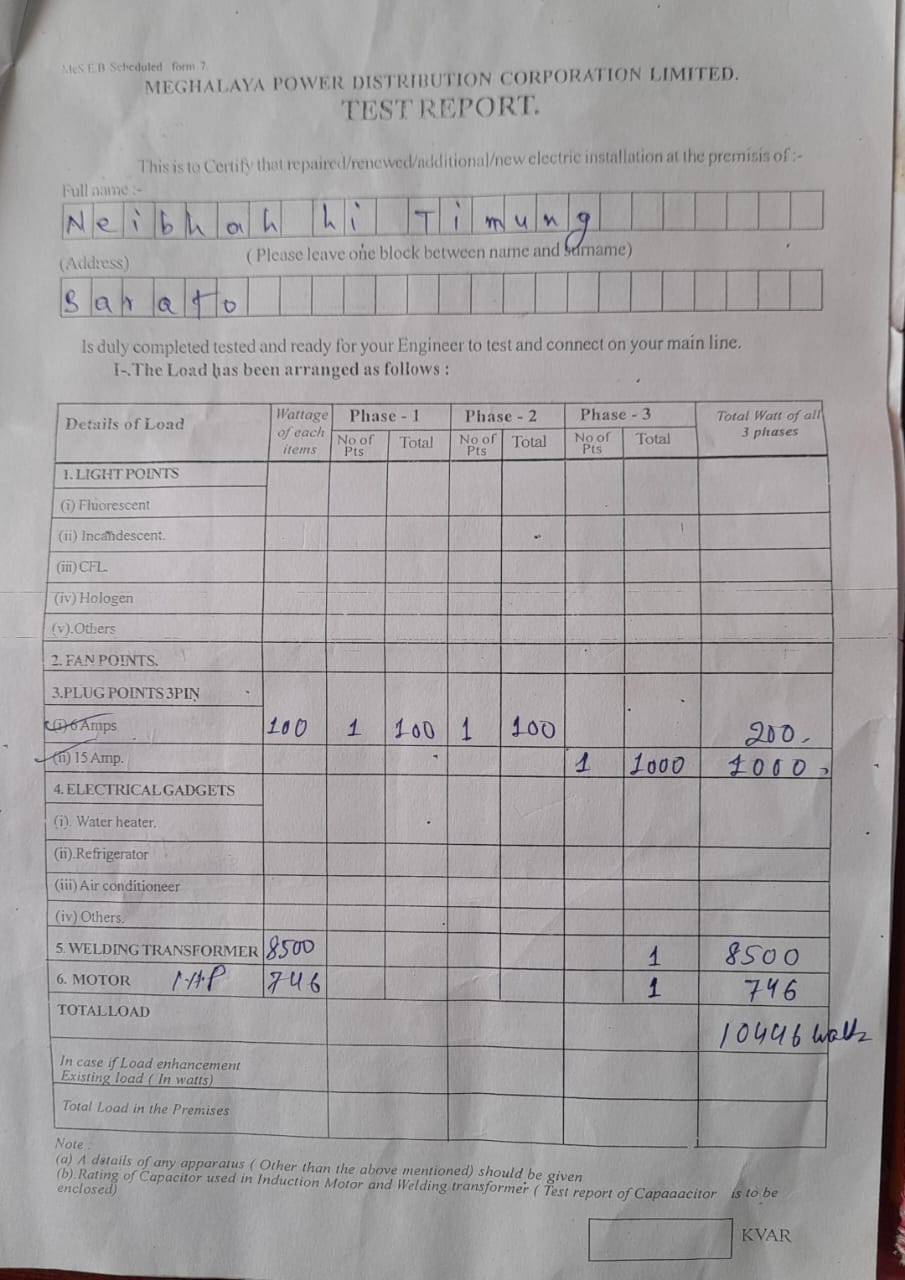 MeS.E.B Scheduled form 7.
MEGHALAYA POWER DISTRIBUTION CORPORATION LIMITED.
TEST REPORT.
This is to Certify that repaired/renewed/additional/new electric installation at the premisis of :-
Full name :-
Neibhah hi Timung
( Please leave one block between name and surname)
(Address)
Sarato
Is duly completed tested and ready for your Engineer to test and connect on your main line.
I-.The Load has been arranged as follows :
Details of Load Wattage of each items Phase - 1 Phase - 2 Phase - 3 Total Watt of all 3 phases
No of Pts Total No of Pts Total No of Pts Total
1. LIGHT POINTS
(i) Fluorescent
(ii) Incandescent.
(iii) CFL
(iv) Hologen
(v).Others
2. FAN POINTS.
3.PLUG POINTS 3PIN
(i) 6 Amps 100 1 100 1 100 200
(ii) 15 Amp. 1 1000 1000
4. ELECTRICAL GADGETS
(i). Water heater.
(ii).Refrigerator
(iii) Air conditioneer
(iv) Others.
5. WELDING TRANSFORMER 8500 1 8500
6. MOTOR 1-HP 746 1 746
TOTAL LOAD 10446 watts
In case if Load enhancement
Existing load ( In watts)
Total Load in the Premises
Note :
(a) A datails of any apparatus ( Other than the above mentioned) should be given
(b).Rating of Capacitor used in Induction Motor and Welding transformer ( Test report of Capaaacitor is to be
enclosed)
KVAR